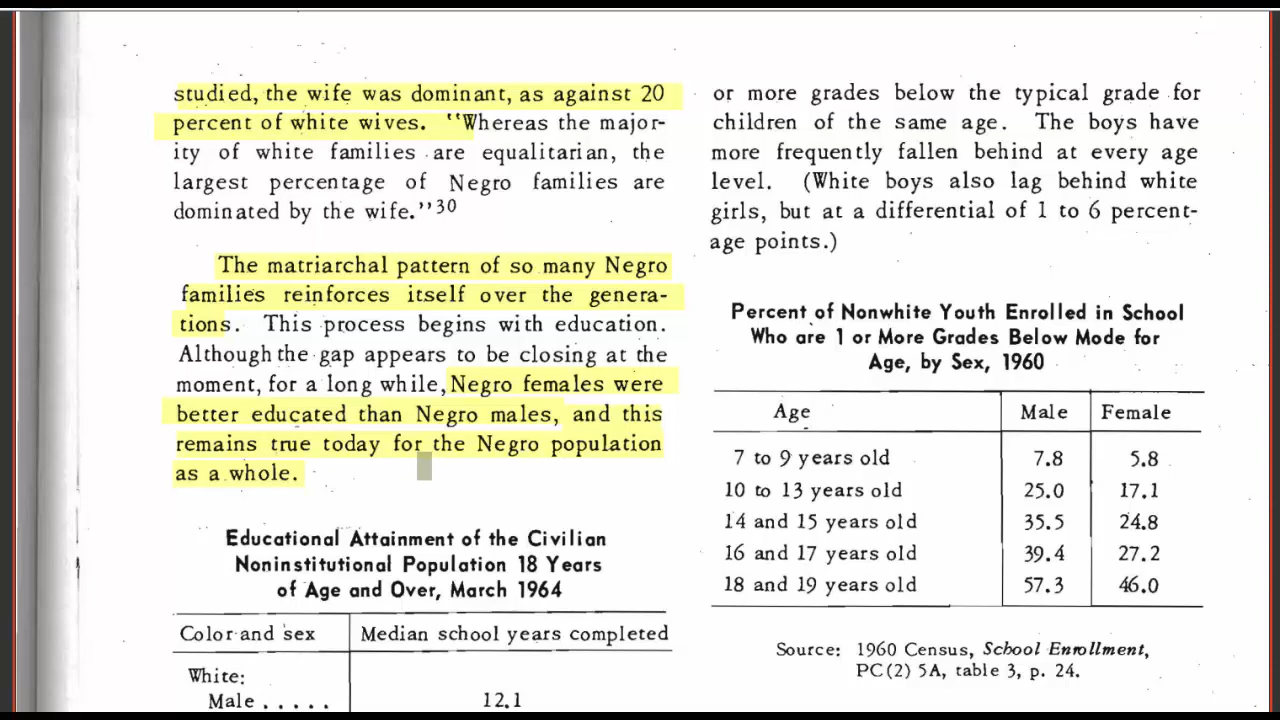 studied, the wife was dominant, as against 20
percent of white wives. "Whereas the major-
ity of white families are equalitarian, the
largest percentage of Negro families are
dominated by the wife."30
The matriarchal pattern of so many Negro
families reinforces itself over the genera-
tions. This process begins with education.
Although the gap appears to be closing at the
moment, for a long while, Negro females were
better educated than Negro males, and this
remains true today for the Negro population
as a whole.
Educational Attainment of the Civilian
Noninstitutional Population 18 Years
of Age and Over, March 1964
Color and sex Median school years completed
White:
Male ..... 12.1
or more grades below the typical grade for
children of the same age. The boys have
more frequently fallen behind at every age
level. (White boys also lag behind white
girls, but at a differential of 1 to 6 percent-
age points.)
Percent of Nonwhite Youth Enrolled in School
Who are 1 or More Grades Below Mode for
Age, by Sex, 1960
Age Male Female
7 to 9 years old 7.8 5.8
10 to 13 years old 25.0 17.1
14 and 15 years old 35.5 24.8
16 and 17 years old 39.4 27.2
18 and 19 years old 57.3 46.0
Source: 1960 Census, School Enrollment,
PC(2) 5A, table 3, p. 24.